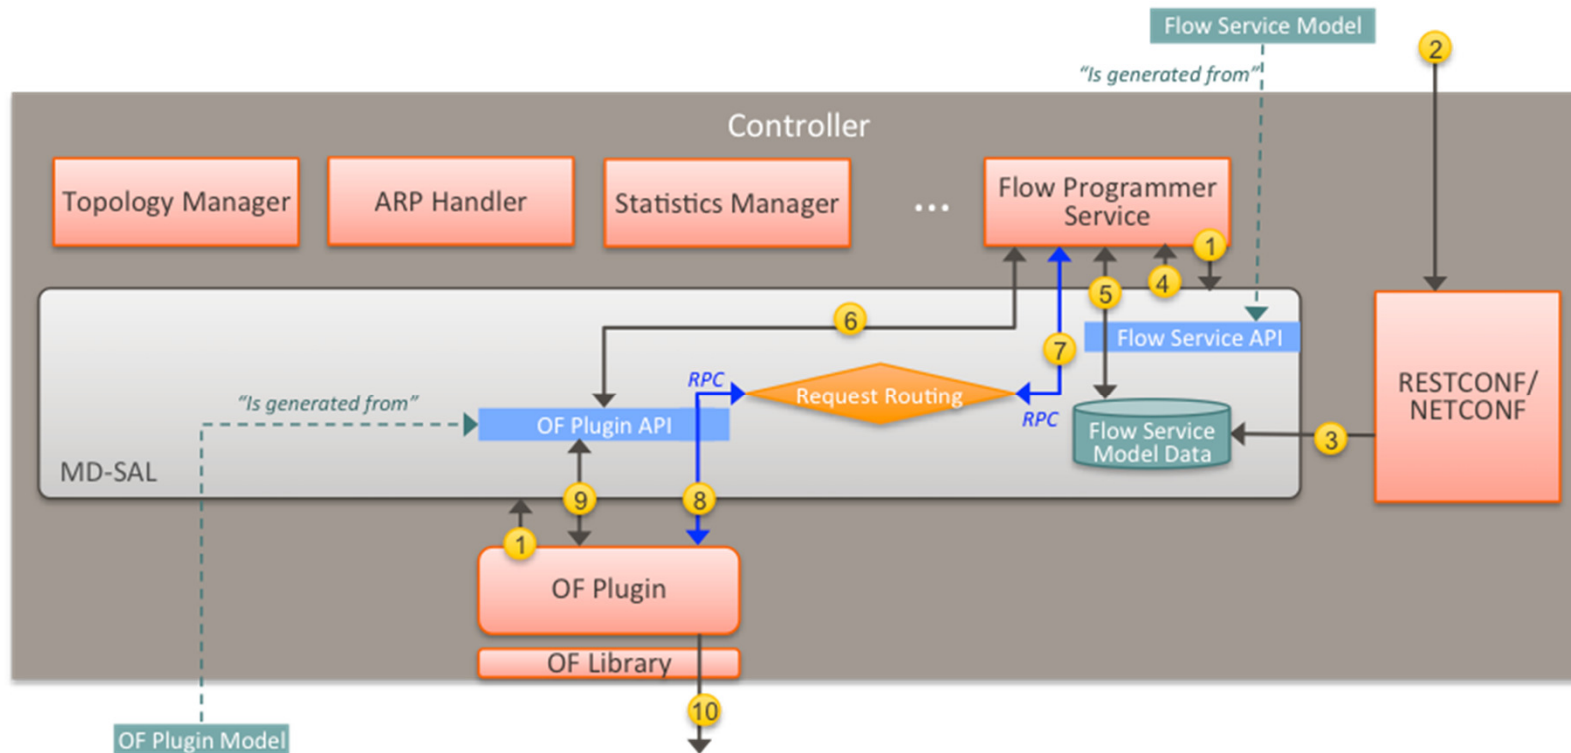 Flow Service Model
2
“Is generated from”
Controller
Topology Manager
ARP Handler
Statistics Manager
...
Flow Programmer
Service
1
4
5
6
Flow Service API
7
RPC
Request Routing
RPC
RESTCONF/
NETCONF
“Is generated from”
OF Plugin API
Flow Service
Model Data
3
MD-SAL
9
8
1
OF Plugin
OF Library
10
OF Plugin Model